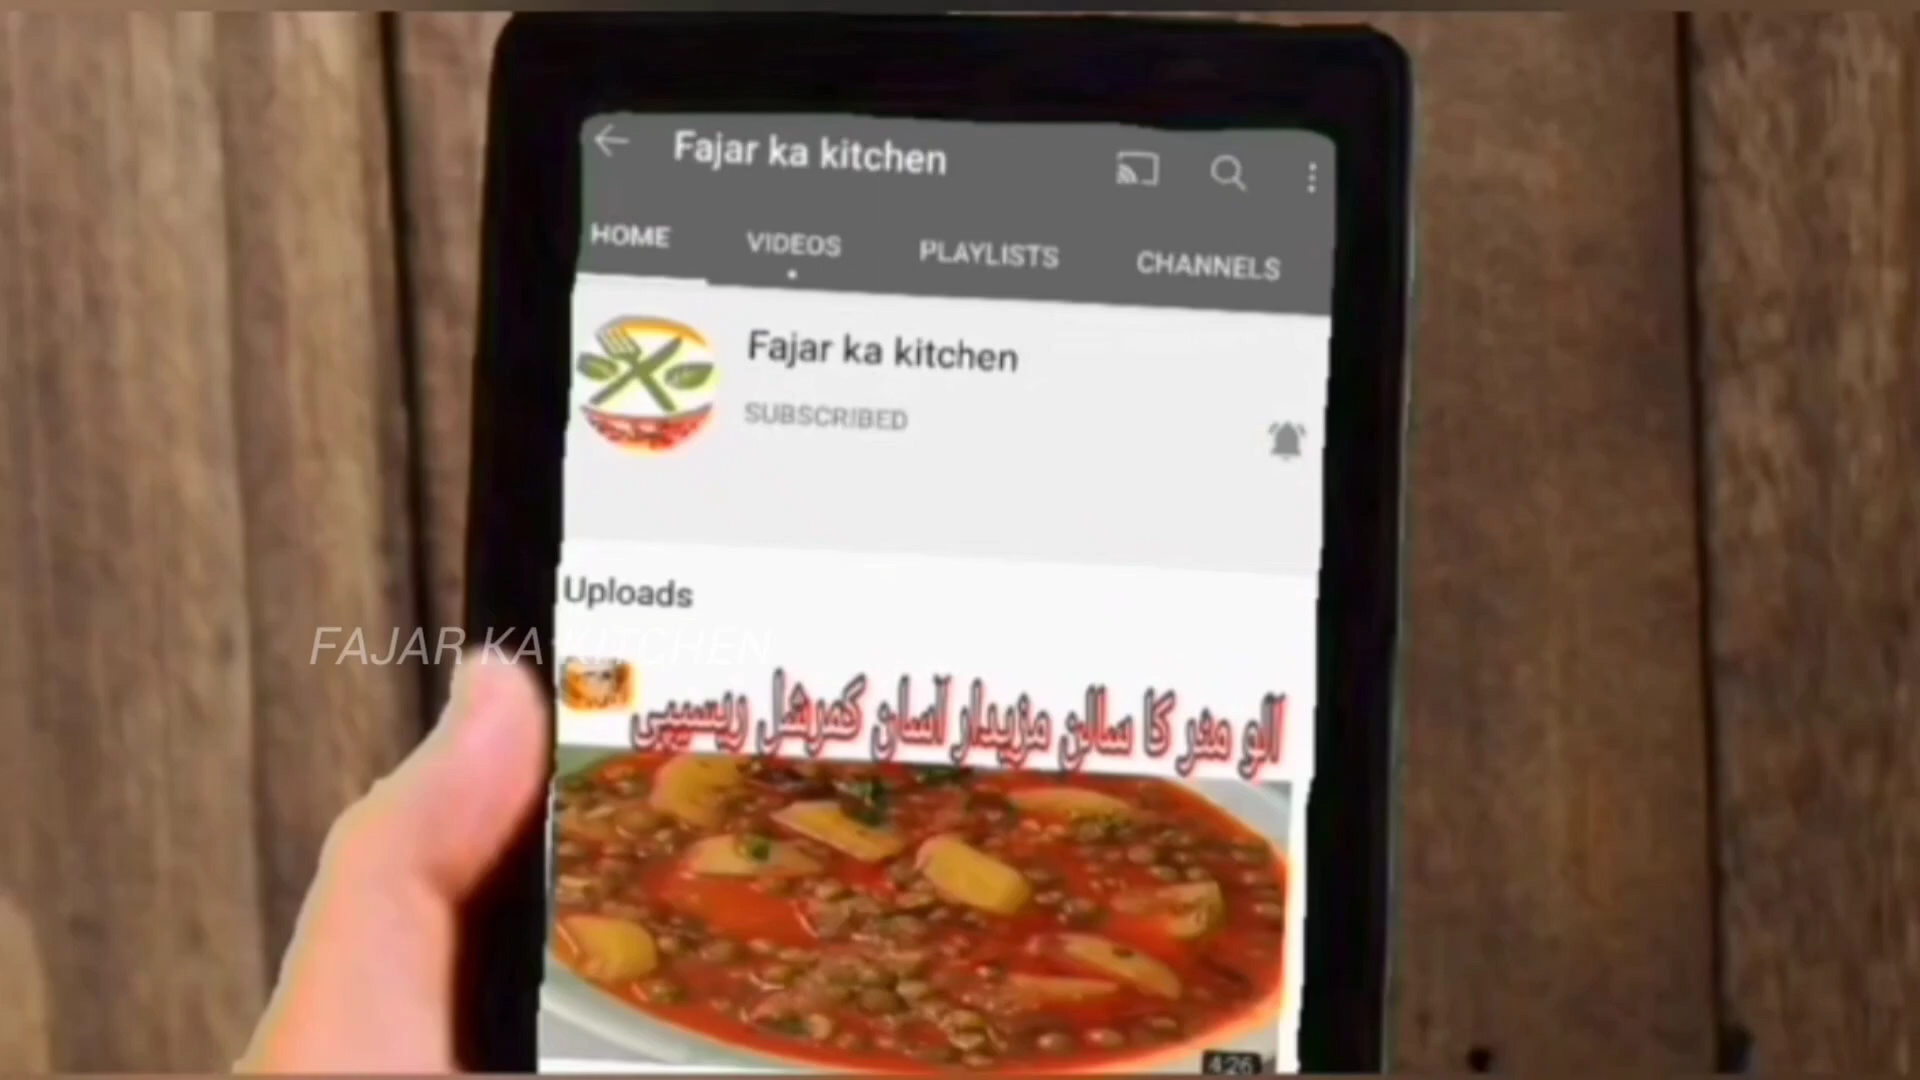 Fajar ka kitchen
HOME VIDEOS PLAYLISTS CHANNELS
Fajar ka kitchen
SUBSCRIBED
Uploads
FAJAR KA KITCHEN
آلو مٹر کا سالن مزیدار آسان کمرشل ریسیپی
4:26